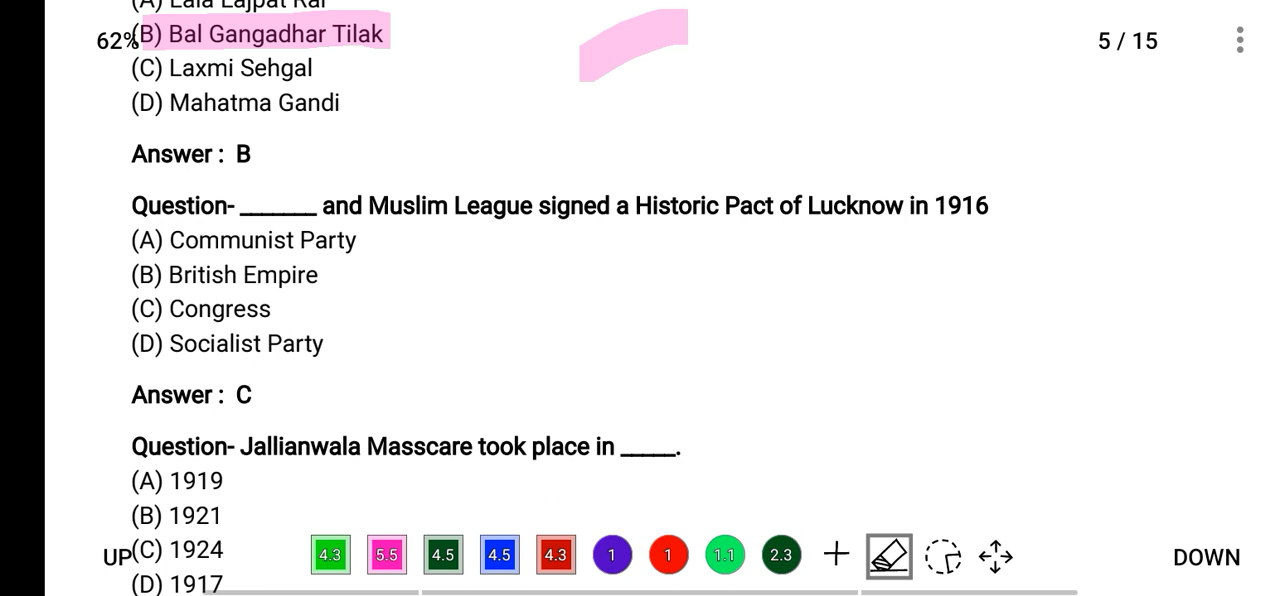 (A) Lala Lajpat Rai
62%
(B) Bal Gangadhar Tilak
5 / 15
(C) Laxmi Sehgal
(D) Mahatma Gandi
Answer : B
Question- _______ and Muslim League signed a Historic Pact of Lucknow in 1916
(A) Communist Party
(B) British Empire
(C) Congress
(D) Socialist Party
Answer : C
Question- Jallianwala Masscare took place in _____.
(A) 1919
(B) 1921
UP
(C) 1924
4.3 5.5 4.5 4.5 4.3 1 1 1.1 2.3
DOWN
(D) 1917